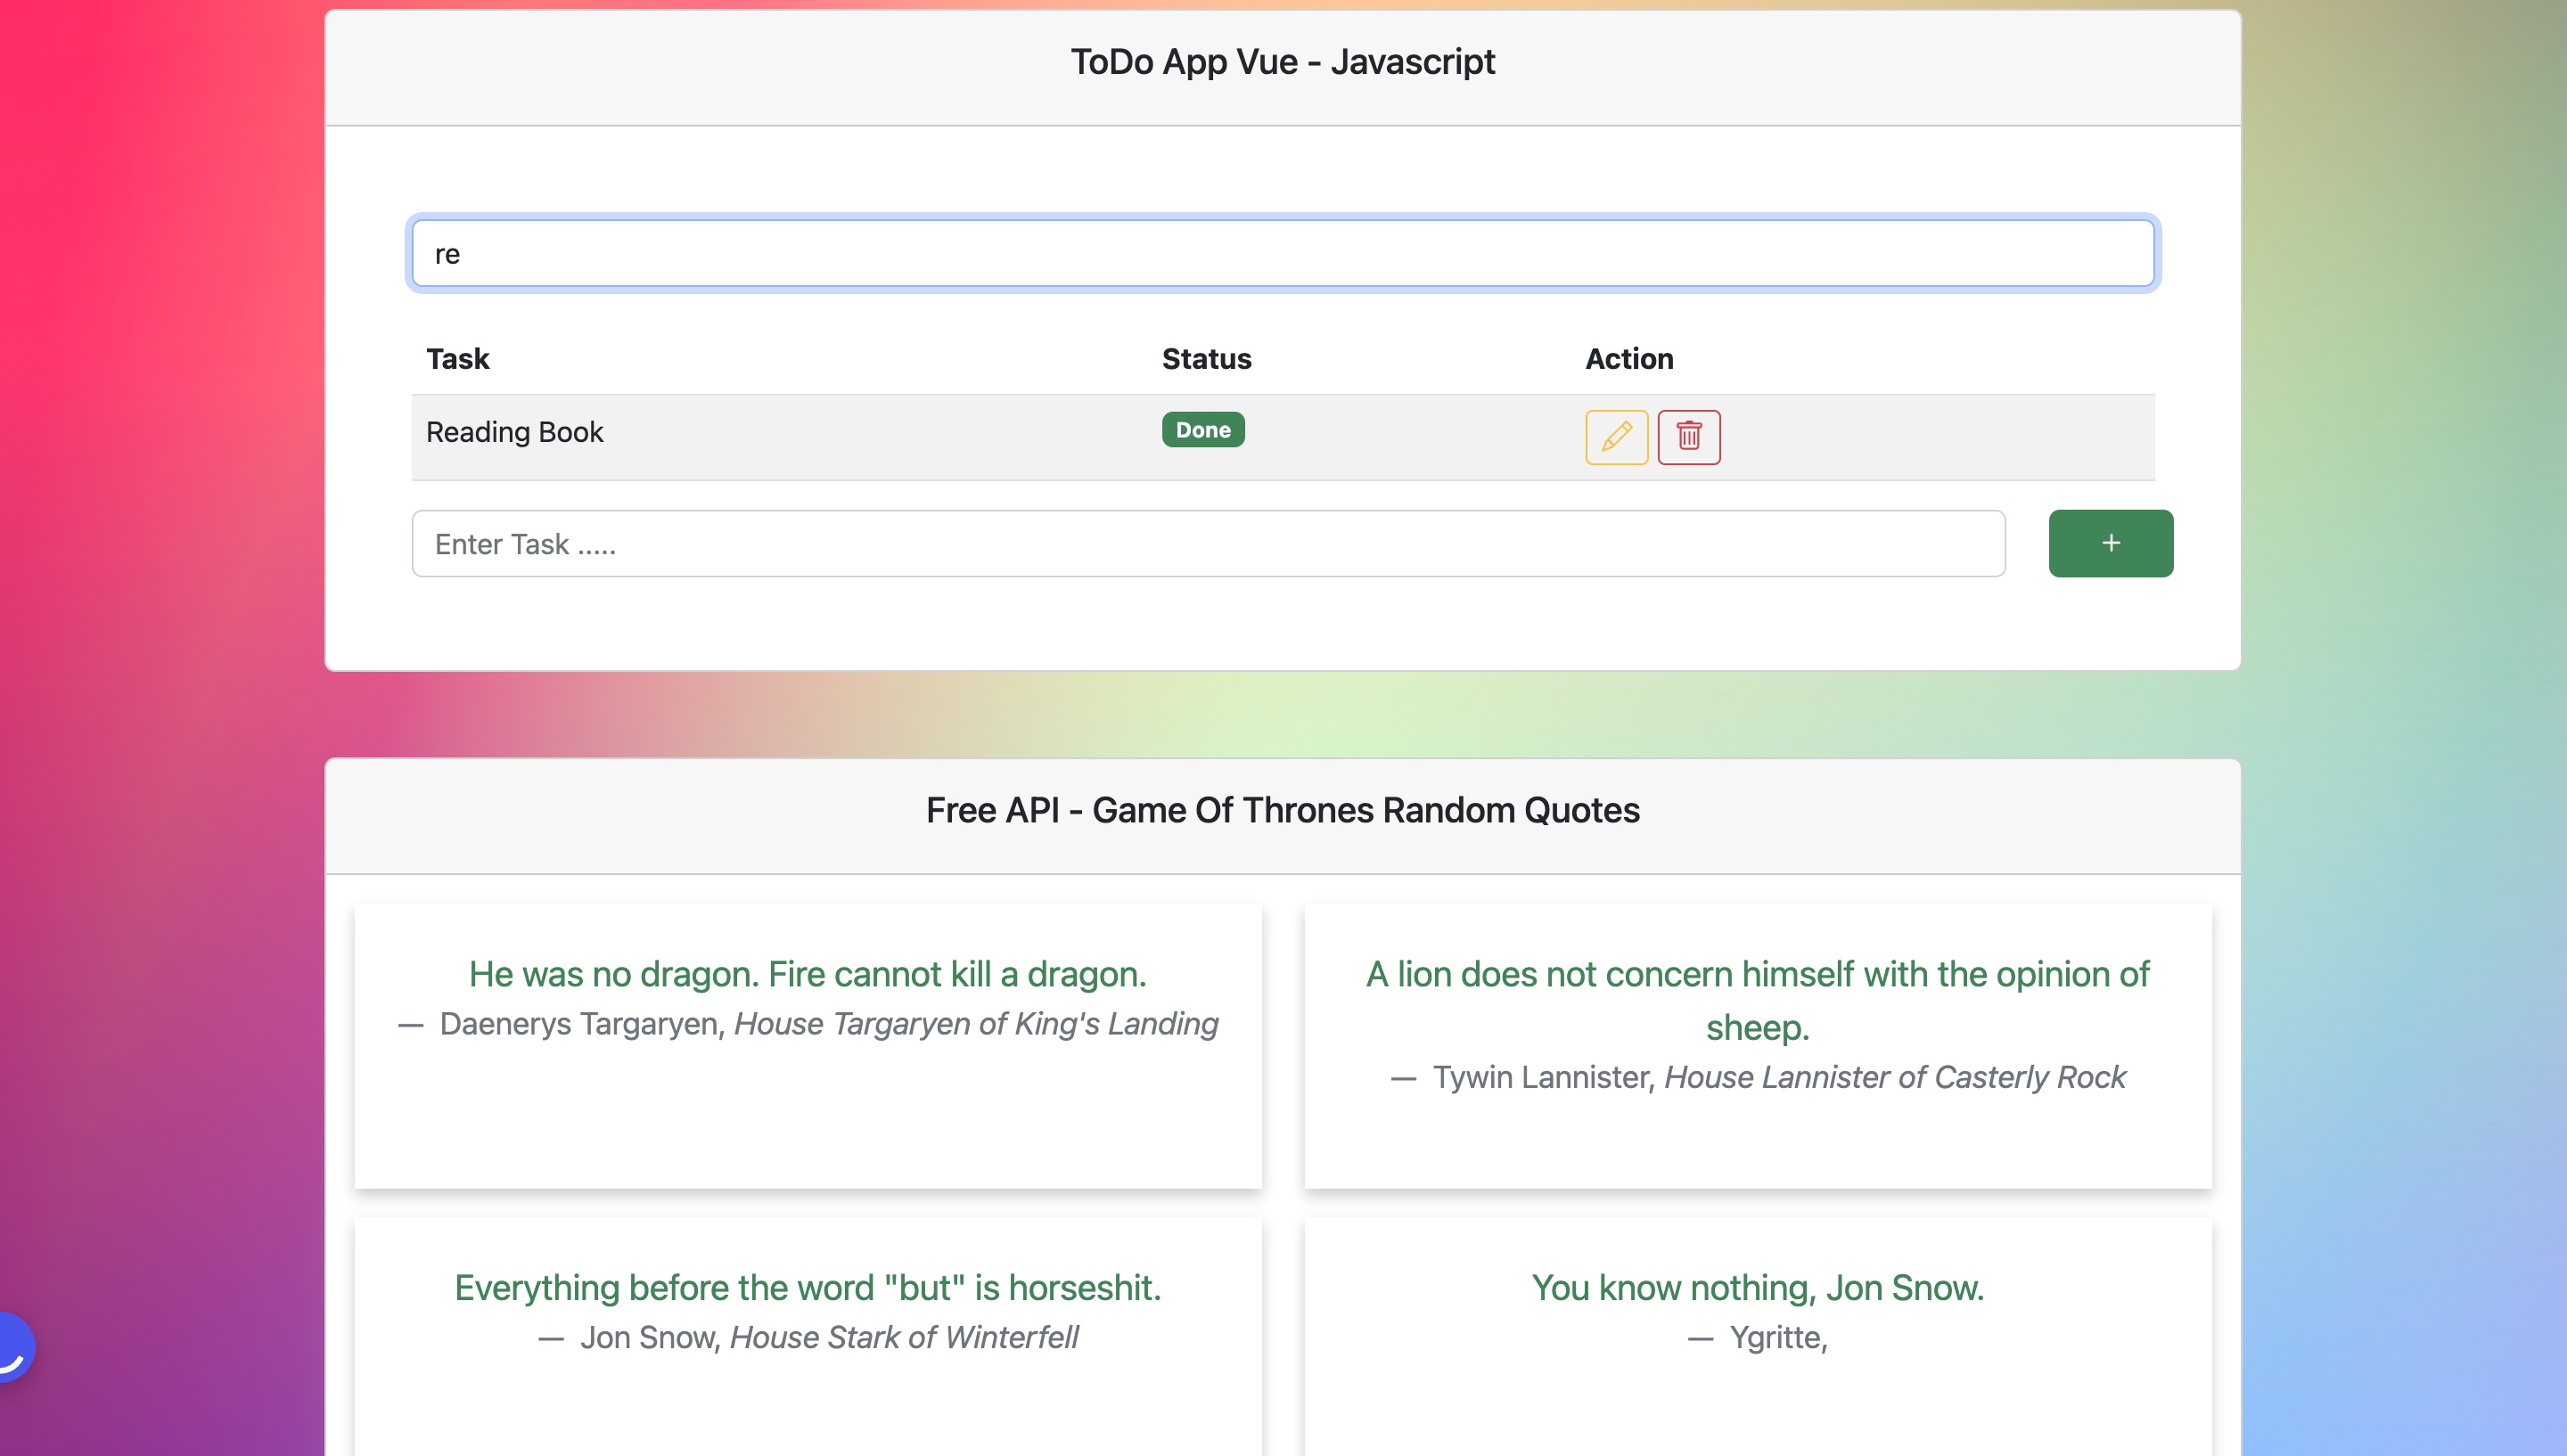 ToDo App Vue - Javascript
re
Task Status Action
Reading Book Done
Enter Task .....
+
Free API - Game Of Thrones Random Quotes
He was no dragon. Fire cannot kill a dragon.
— Daenerys Targaryen, House Targaryen of King's Landing
A lion does not concern himself with the opinion of
sheep.
— Tywin Lannister, House Lannister of Casterly Rock
Everything before the word "but" is horseshit.
— Jon Snow, House Stark of Winterfell
You know nothing, Jon Snow.
— Ygritte,